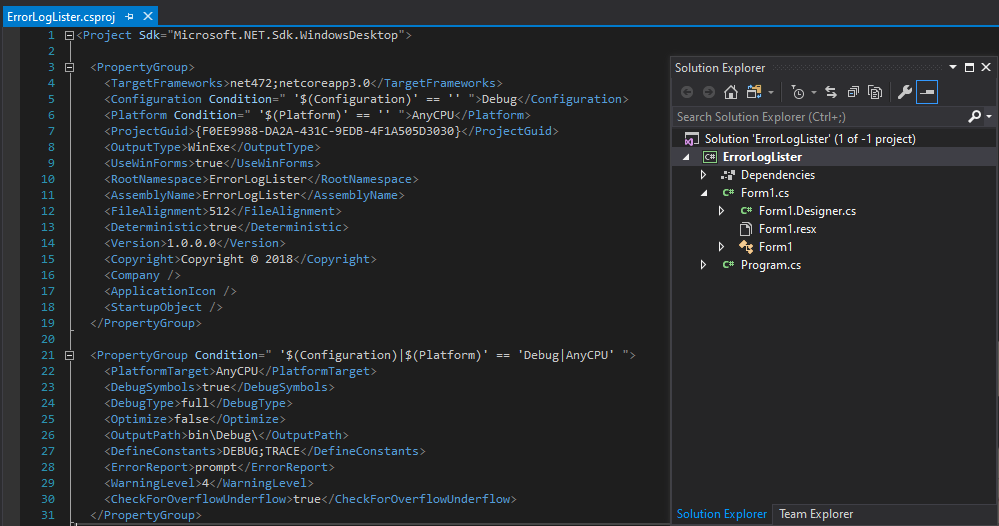 ErrorLogLister.csproj
1 <Project Sdk="Microsoft.NET.Sdk.WindowsDesktop">
2
3 <PropertyGroup>
4 <TargetFrameworks>net472;netcoreapp3.0</TargetFrameworks>
5 <Configuration Condition=" '$(Configuration)' == '' ">Debug</Configuration>
6 <Platform Condition=" '$(Platform)' == '' ">AnyCPU</Platform>
7 <ProjectGuid>{F0EE9988-DA2A-431C-9EDB-4F1A505D3030}</ProjectGuid>
8 <OutputType>WinExe</OutputType>
9 <UseWinForms>true</UseWinForms>
10 <RootNamespace>ErrorLogLister</RootNamespace>
11 <AssemblyName>ErrorLogLister</AssemblyName>
12 <FileAlignment>512</FileAlignment>
13 <Deterministic>true</Deterministic>
14 <Version>1.0.0.0</Version>
15 <Copyright>Copyright © 2018</Copyright>
16 <Company />
17 <ApplicationIcon />
18 <StartupObject />
19 </PropertyGroup>
20
21 <PropertyGroup Condition=" '$(Configuration)|$(Platform)' == 'Debug|AnyCPU' ">
22 <PlatformTarget>AnyCPU</PlatformTarget>
23 <DebugSymbols>true</DebugSymbols>
24 <DebugType>full</DebugType>
25 <Optimize>false</Optimize>
26 <OutputPath>bin\Debug\</OutputPath>
27 <DefineConstants>DEBUG;TRACE</DefineConstants>
28 <ErrorReport>prompt</ErrorReport>
29 <WarningLevel>4</WarningLevel>
30 <CheckForOverflowUnderflow>true</CheckForOverflowUnderflow>
31 </PropertyGroup>
Solution Explorer
Search Solution Explorer (Ctrl+;)
Solution 'ErrorLogLister' (1 of -1 project)
C# ErrorLogLister
Dependencies
C# Form1.cs
C# Form1.Designer.cs
Form1.resx
Form1
C# Program.cs
Solution Explorer Team Explorer